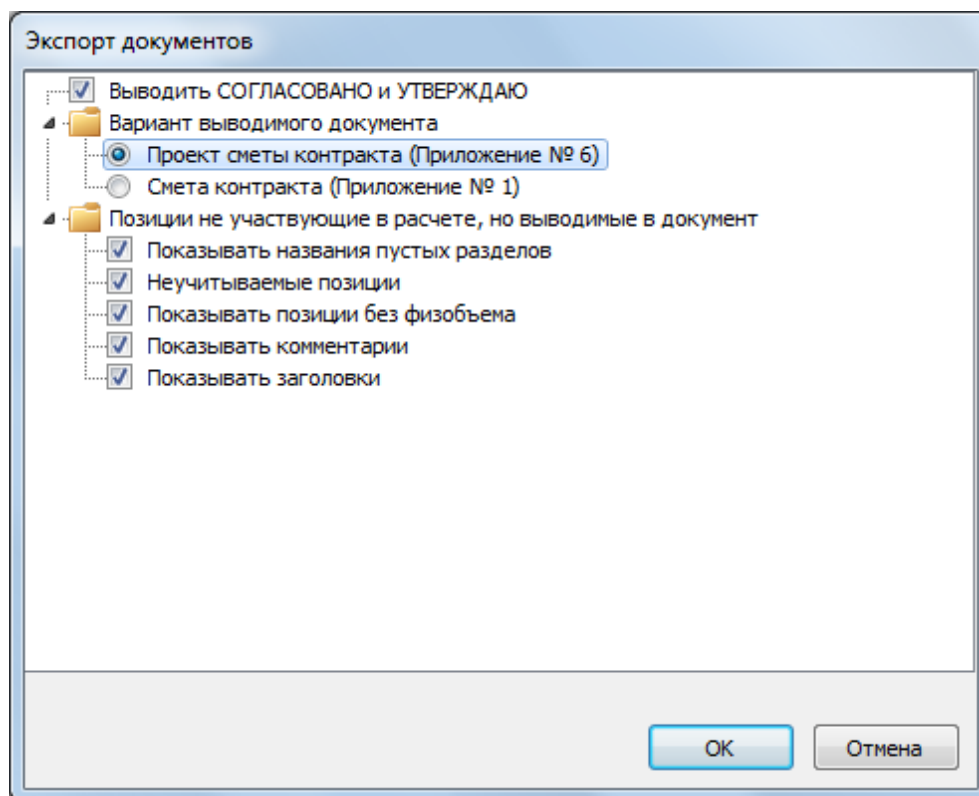 Экспорт документов
Выводить СОГЛАСОВАНО и УТВЕРЖДАЮ
Вариант выводимого документа
Проект сметы контракта (Приложение № 6)
Смета контракта (Приложение № 1)
Позиции не участвующие в расчете, но выводимые в документ
Показывать названия пустых разделов
Неучитываемые позиции
Показывать позиции без физобъема
Показывать комментарии
Показывать заголовки
ОК Отмена